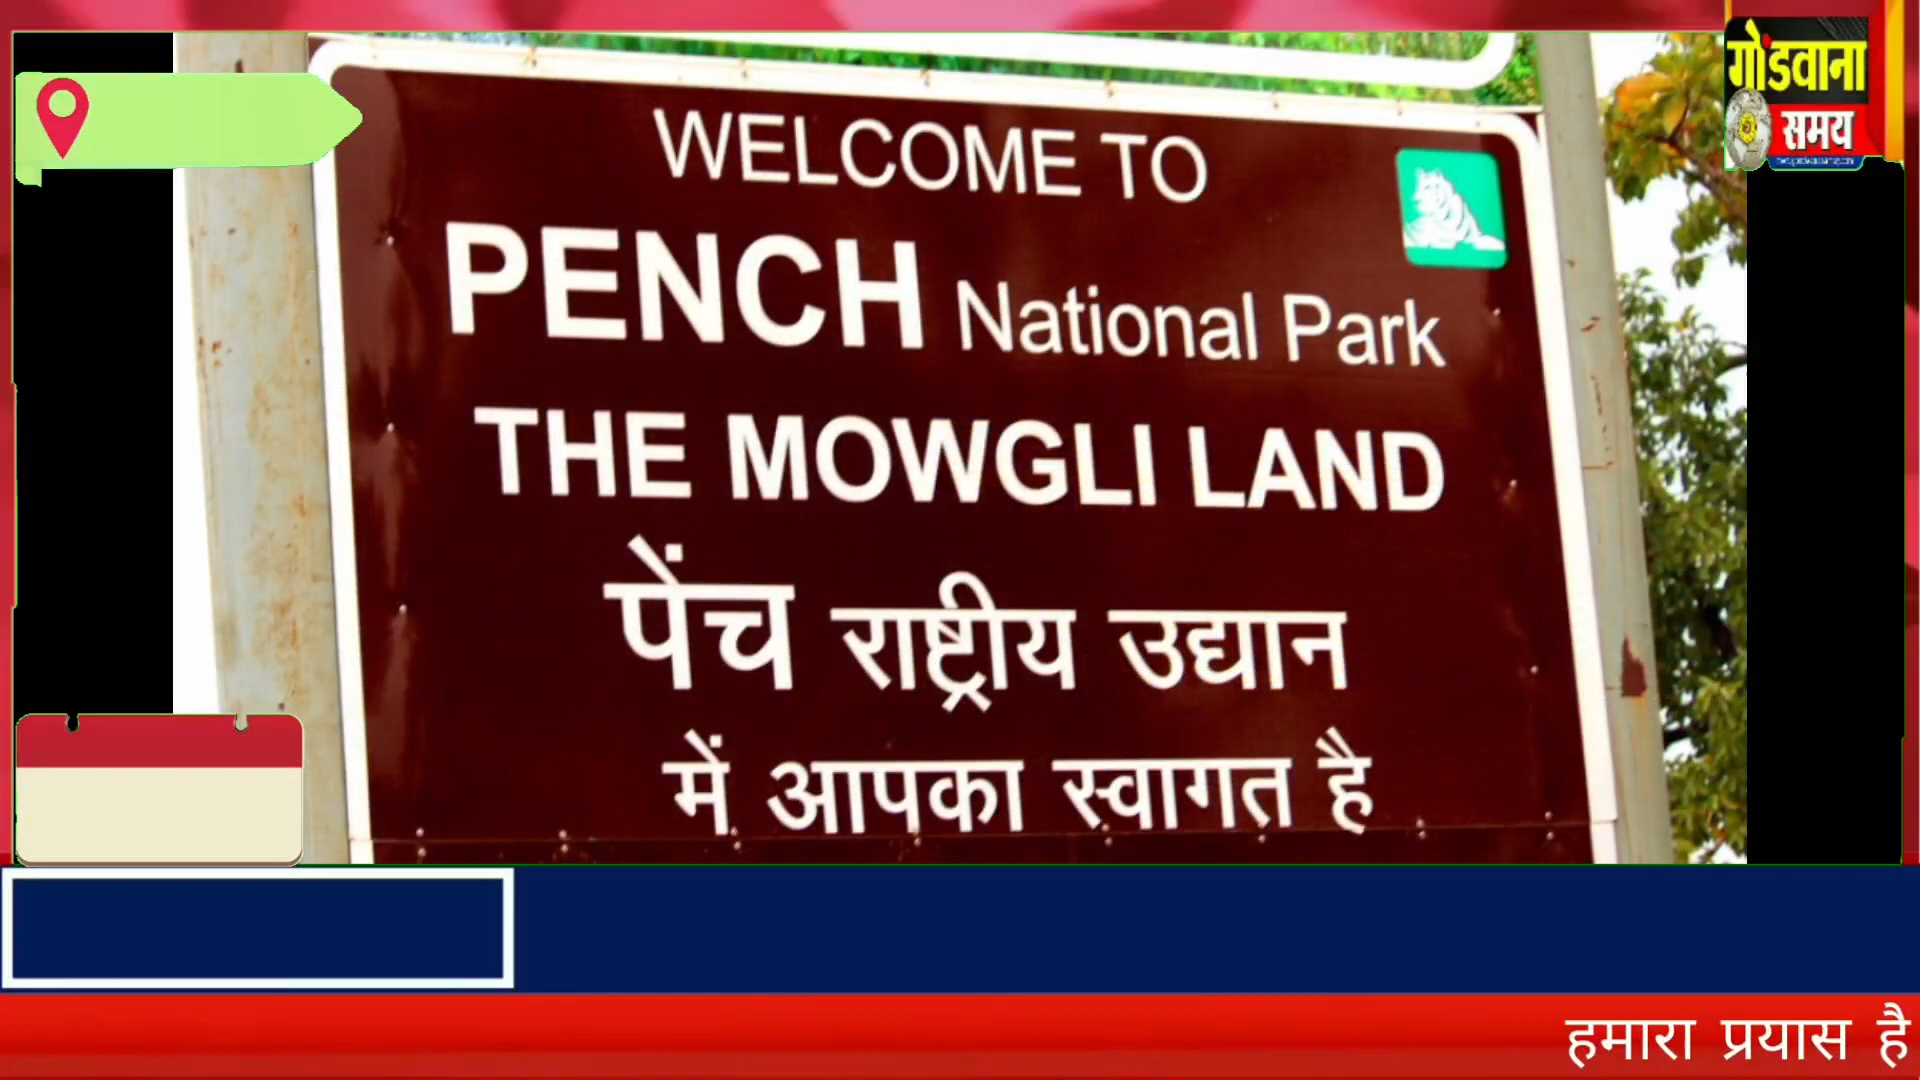 गोंडवाना
समय
WELCOME TO
PENCH National Park
THE MOWGLI LAND
पेंच राष्ट्रीय उद्यान
में आपका स्वागत है
हमारा प्रयास है